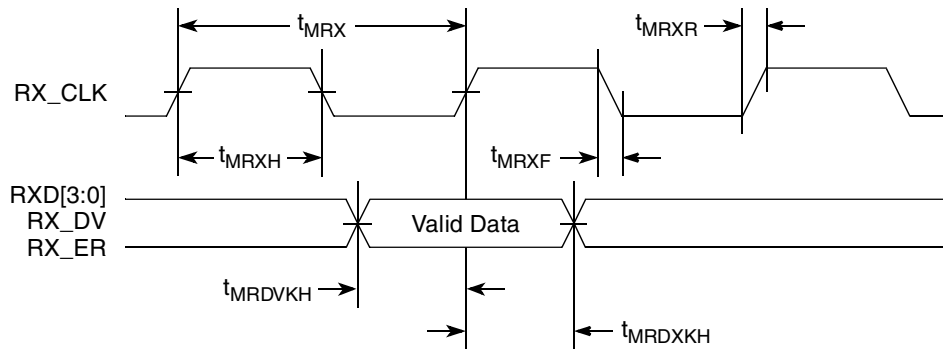 tMRX
tMRXR
RX_CLK
tMRXH
tMRXF
RXD[3:0]
RX_DV
RX_ER
Valid Data
tMRDVKH
tMRDXKH